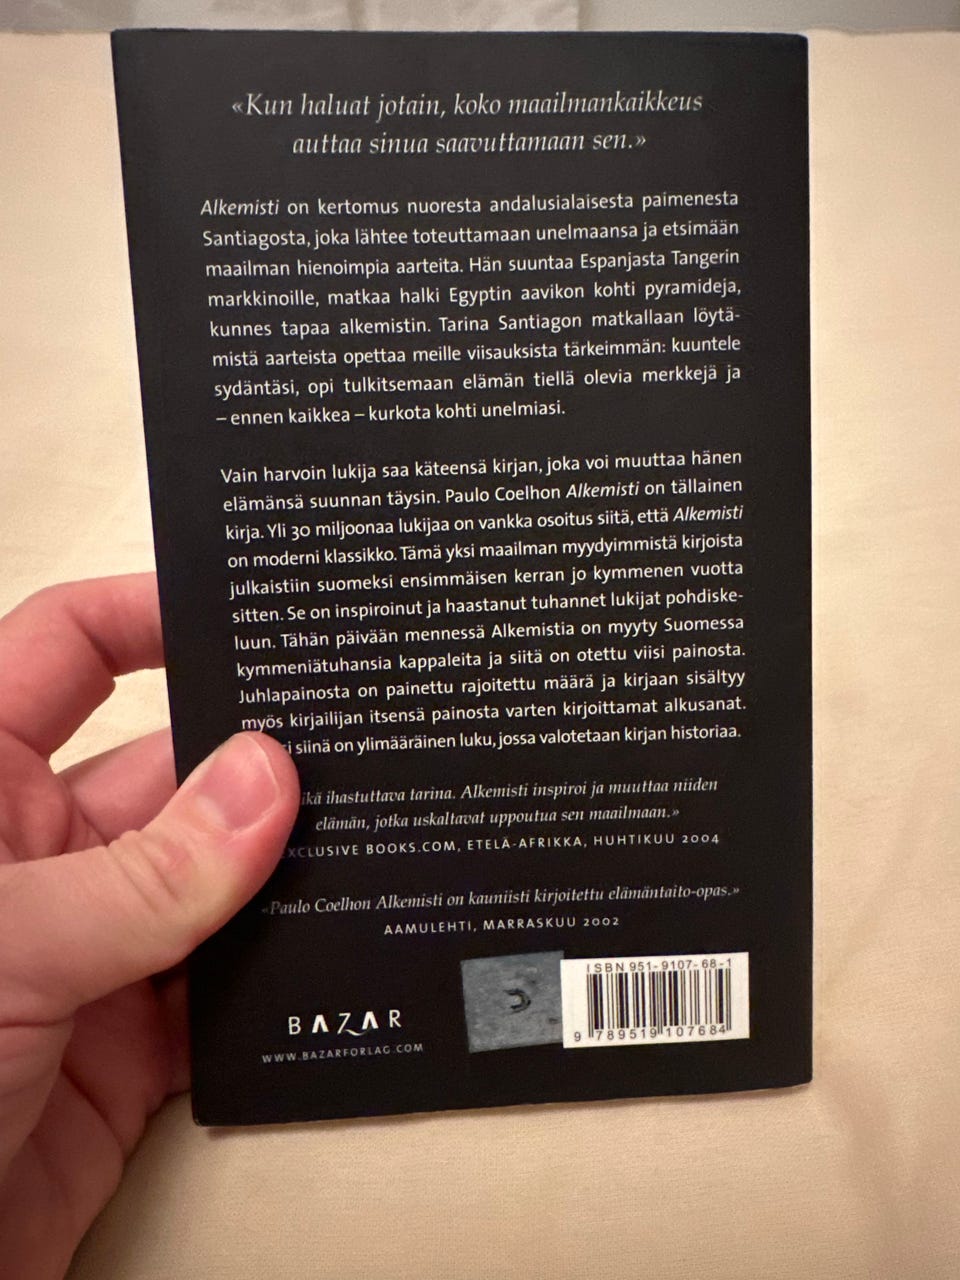 «Kun haluat jotain, koko maailmankaikkeus
auttaa sinua saavuttamaan sen.»
Alkemisti on kertomus nuoresta andalusialaisesta paimenesta
Santiagosta, joka lähtee toteuttamaan unelmaansa ja etsimään
maailman hienoimpia aarteita. Hän suuntaa Espanjasta Tangerin
markkinoille, matkaa halki Egyptin aavikon kohti pyramideja,
kunnes tapaa alkemistin. Tarina Santiagon matkallaan löytä-
mistä aarteista opettaa meille viisauksista tärkeimmän: kuuntele
sydäntäsi, opi tulkitsemaan elämän tiellä olevia merkkejä ja
– ennen kaikkea – kurkota kohti unelmiasi.
Vain harvoin lukija saa käteensä kirjan, joka voi muuttaa hänen
elämänsä suunnan täysin. Paulo Coelhon Alkemisti on tällainen
kirja. Yli 30 miljoonaa lukijaa on vankka osoitus siitä, että Alkemisti
on moderni klassikko. Tämä yksi maailman myydyimmistä kirjoista
julkaistiin suomeksi ensimmäisen kerran jo kymmenen vuotta
sitten. Se on inspiroinut ja haastanut tuhannet lukijat pohdiske-
luun. Tähän päivään mennessä Alkemistia on myyty Suomessa
kymmeniätuhansia kappaleita ja siitä on otettu viisi painosta.
Juhlapainosta on painettu rajoitettu määrä ja kirjaan sisältyy
myös kirjailijan itsensä painosta varten kirjoittamat alkusanat.
siinä on ylimääräinen luku, jossa valotetaan kirjan historiaa.
ihastuttava tarina. Alkemisti inspiroi ja muuttaa niiden
elämän, jotka uskaltavat uppoutua sen maailmaan.»
BOOKS.COM, ETELÄ-AFRIKKA, HUHTIKUU 2004
«Paulo Coelhon Alkemisti on kauniisti kirjoitettu elämäntaito-opas.»
AAMULEHTI, MARRASKUU 2002
BAZAR
WWW.BAZARFORLAG.COM
ISBN 951-9107-68-1
9 789519 107684